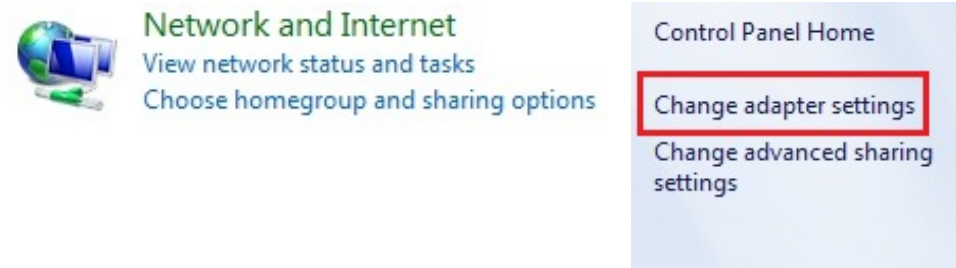 Network and Internet
View network status and tasks
Choose homegroup and sharing options
Control Panel Home
Change adapter settings
Change advanced sharing
settings